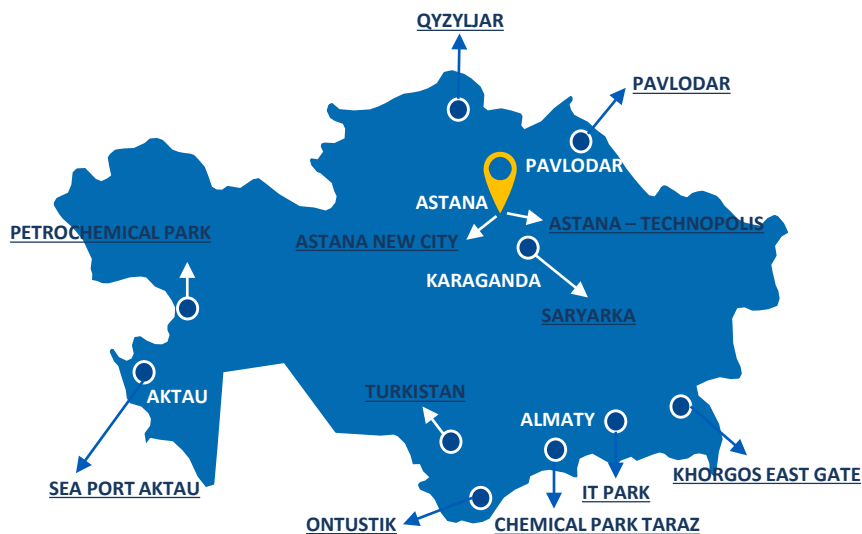 QYZYLJAR
PAVLODAR
PAVLODAR
ASTANA
PETROCHEMICAL PARK
ASTANA NEW CITY
ASTANA – TECHNOPOLIS
KARAGANDA
SARYARKA
TURKISTAN
AKTAU
ALMATY
KHORGOS EAST GATE
SEA PORT AKTAU
IT PARK
ONTUSTIK
CHEMICAL PARK TARAZ